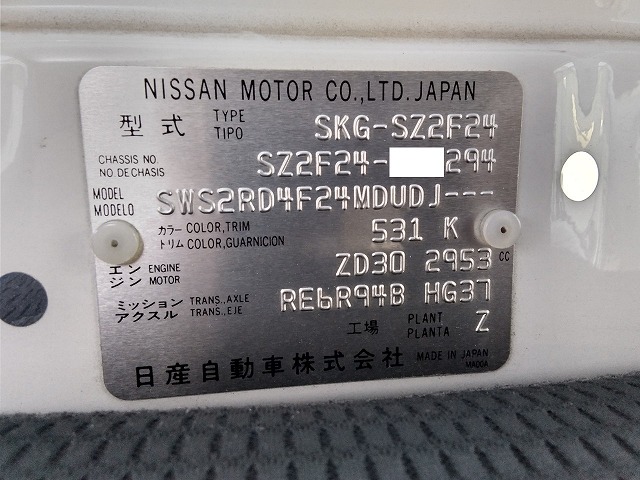 NISSAN MOTOR CO.,LTD. JAPAN
型式 TYPE TIPO SKG-SZ2F24
CHASSIS NO. NO DE CHASIS SZ2F24- 294
MODEL MODELO SWS2RD4F24MDUDJ---
カラー COLOR,TRIM トリム COLOR,GUARNICION 531 K
エンジン ENGINE MOTOR ZD30 2953 CC
ミッション TRANS.,AXLE アクスル TRANS.,EJE RE6R94B HG37
工場 PLANT PLANTA Z
日産自動車株式会社 MADE IN JAPAN
MA00A